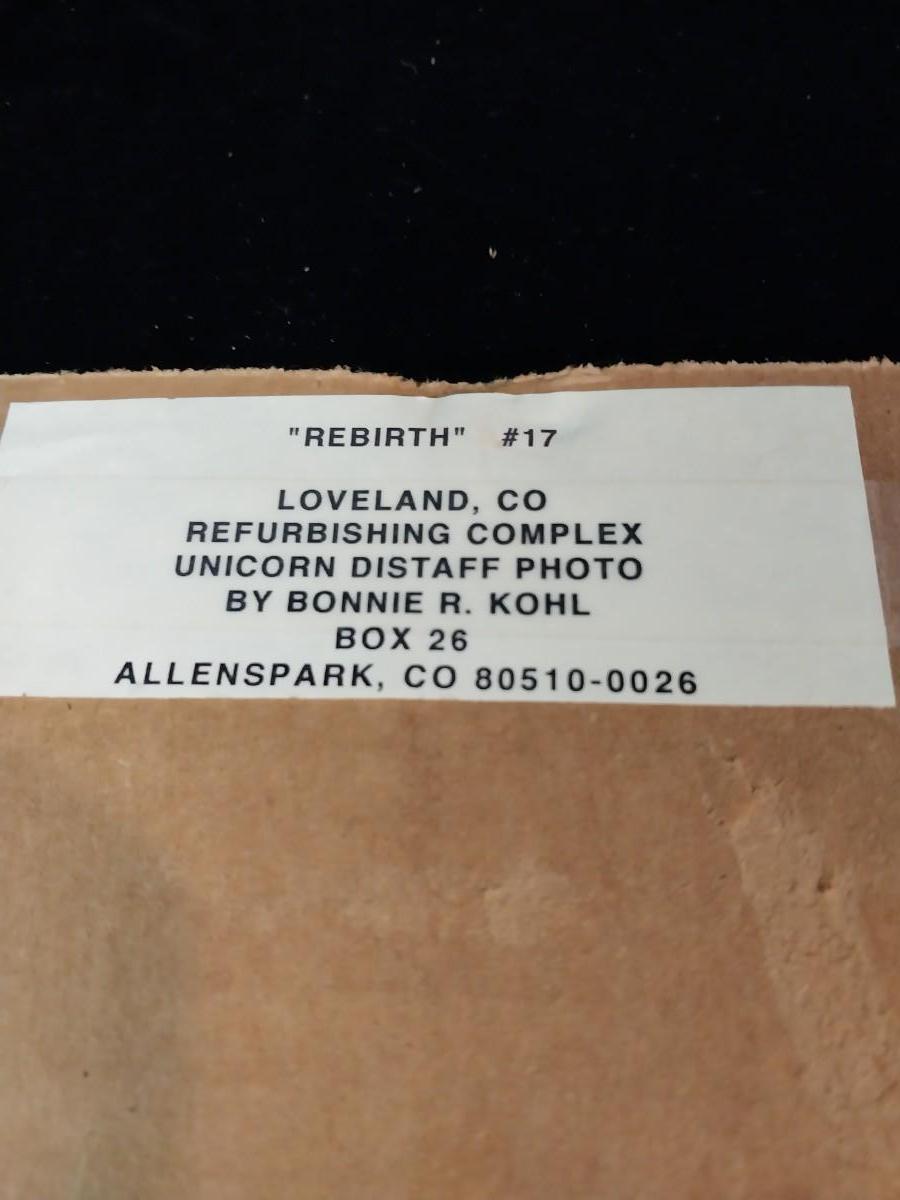 "REBIRTH" #17
LOVELAND, CO
REFURBISHING COMPLEX
UNICORN DISTAFF PHOTO
BY BONNIE R. KOHL
BOX 26
ALLENSPARK, CO 80510-0026